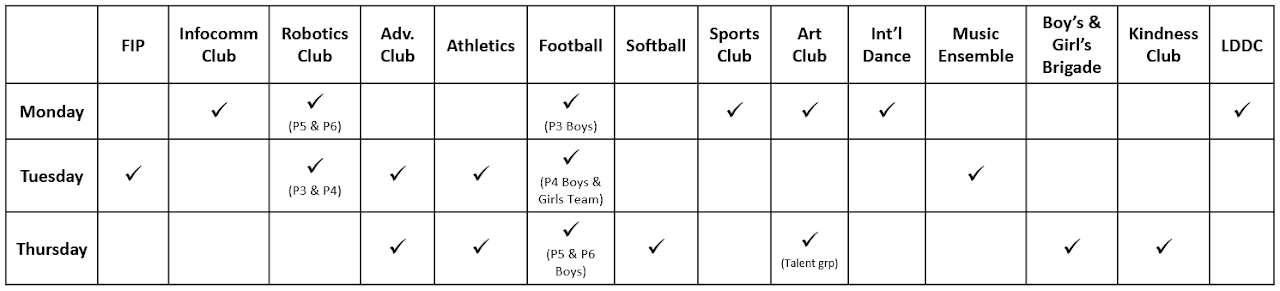 FIP Infocomm Club Robotics Club Adv. Club Athletics Football Softball Sports Club Art Club Int'l Dance Music Ensemble Boy's & Girl's Brigade Kindness Club LDDC
Monday ✓ ✓ (P5 & P6) ✓ (P3 Boys) ✓ ✓ ✓ ✓
Tuesday ✓ ✓ (P3 & P4) ✓ ✓ ✓ (P4 Boys & Girls Team) ✓
Thursday ✓ ✓ ✓ (P5 & P6 Boys) ✓ ✓ (Talent grp) ✓ ✓